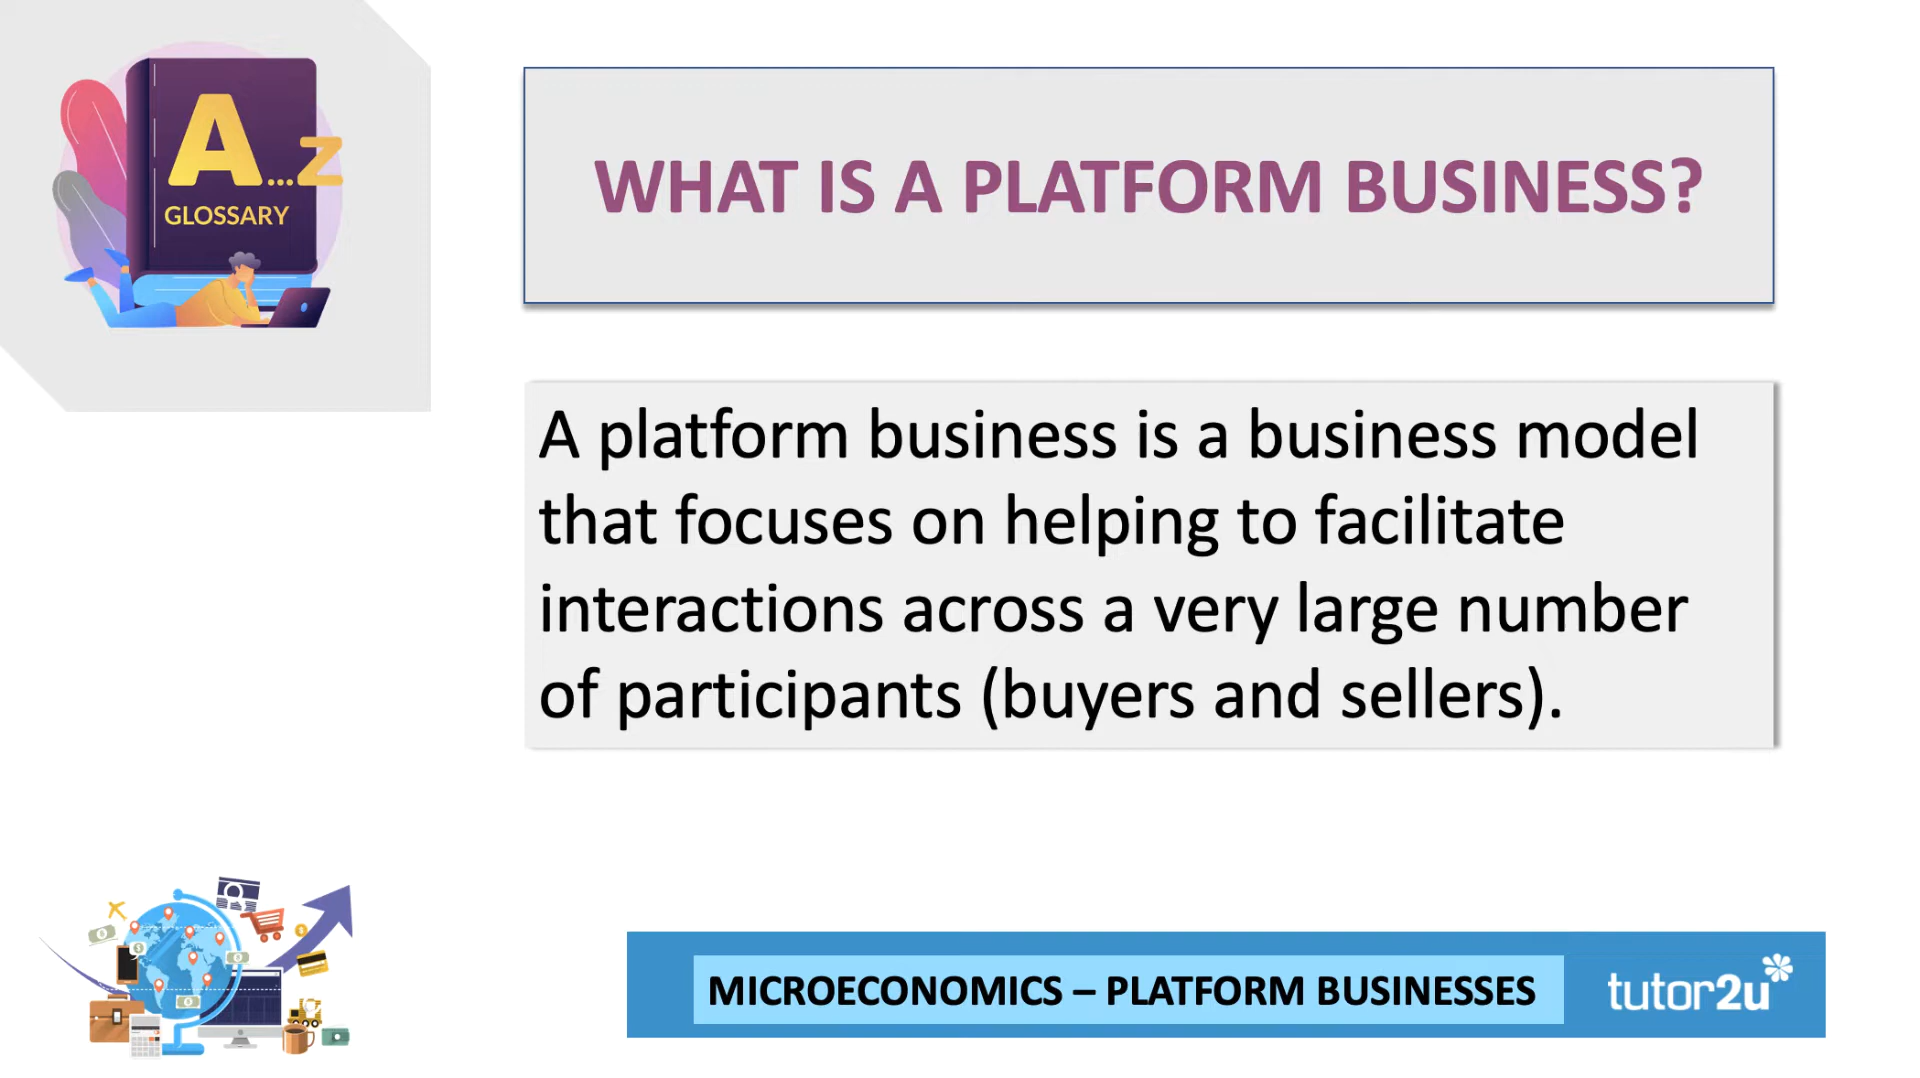 A...Z
GLOSSARY
WHAT IS A PLATFORM BUSINESS?
A platform business is a business model
that focuses on helping to facilitate
interactions across a very large number
of participants (buyers and sellers).
MICROECONOMICS – PLATFORM BUSINESSES
tutor2u